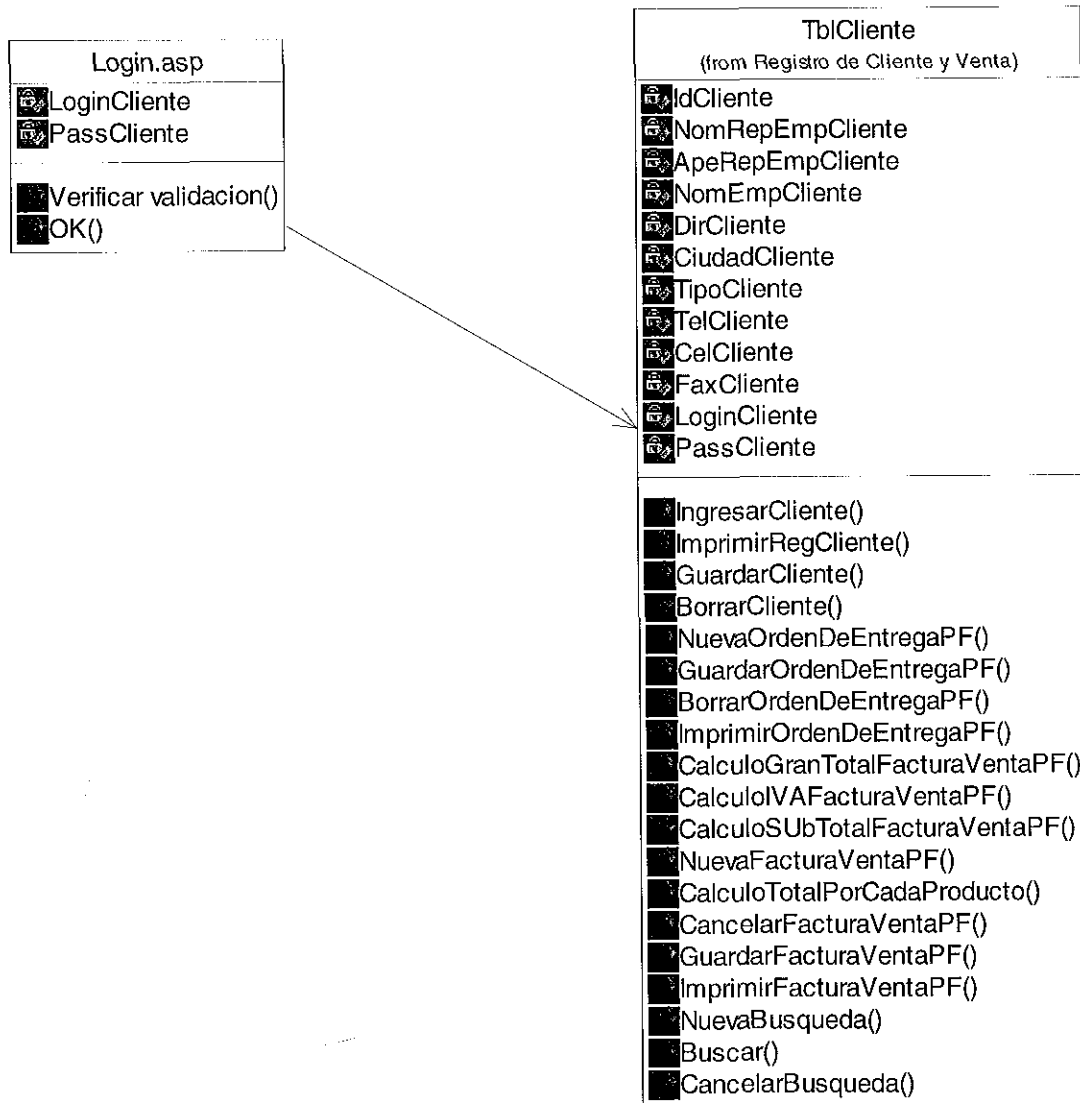 Login.asp
LoginCliente
PassCliente
Verificar validacion()
OK()
TblCliente
(from Registro de Cliente y Venta)
IdCliente
NomRepEmpCliente
ApeRepEmpCliente
NomEmpCliente
DirCliente
CiudadCliente
TipoCliente
TelCliente
CelCliente
FaxCliente
LoginCliente
PassCliente
IngresarCliente()
ImprimirRegCliente()
GuardarCliente()
BorrarCliente()
NuevaOrdenDeEntregaPF()
GuardarOrdenDeEntregaPF()
BorrarOrdenDeEntregaPF()
ImprimirOrdenDeEntregaPF()
CalculoGranTotalFacturaVentaPF()
CalculoIVAFacturaVentaPF()
CalculoSUbTotalFacturaVentaPF()
NuevaFacturaVentaPF()
CalculoTotalPorCadaProducto()
CancelarFacturaVentaPF()
GuardarFacturaVentaPF()
ImprimirFacturaVentaPF()
NuevaBusqueda()
Buscar()
CancelarBusqueda()